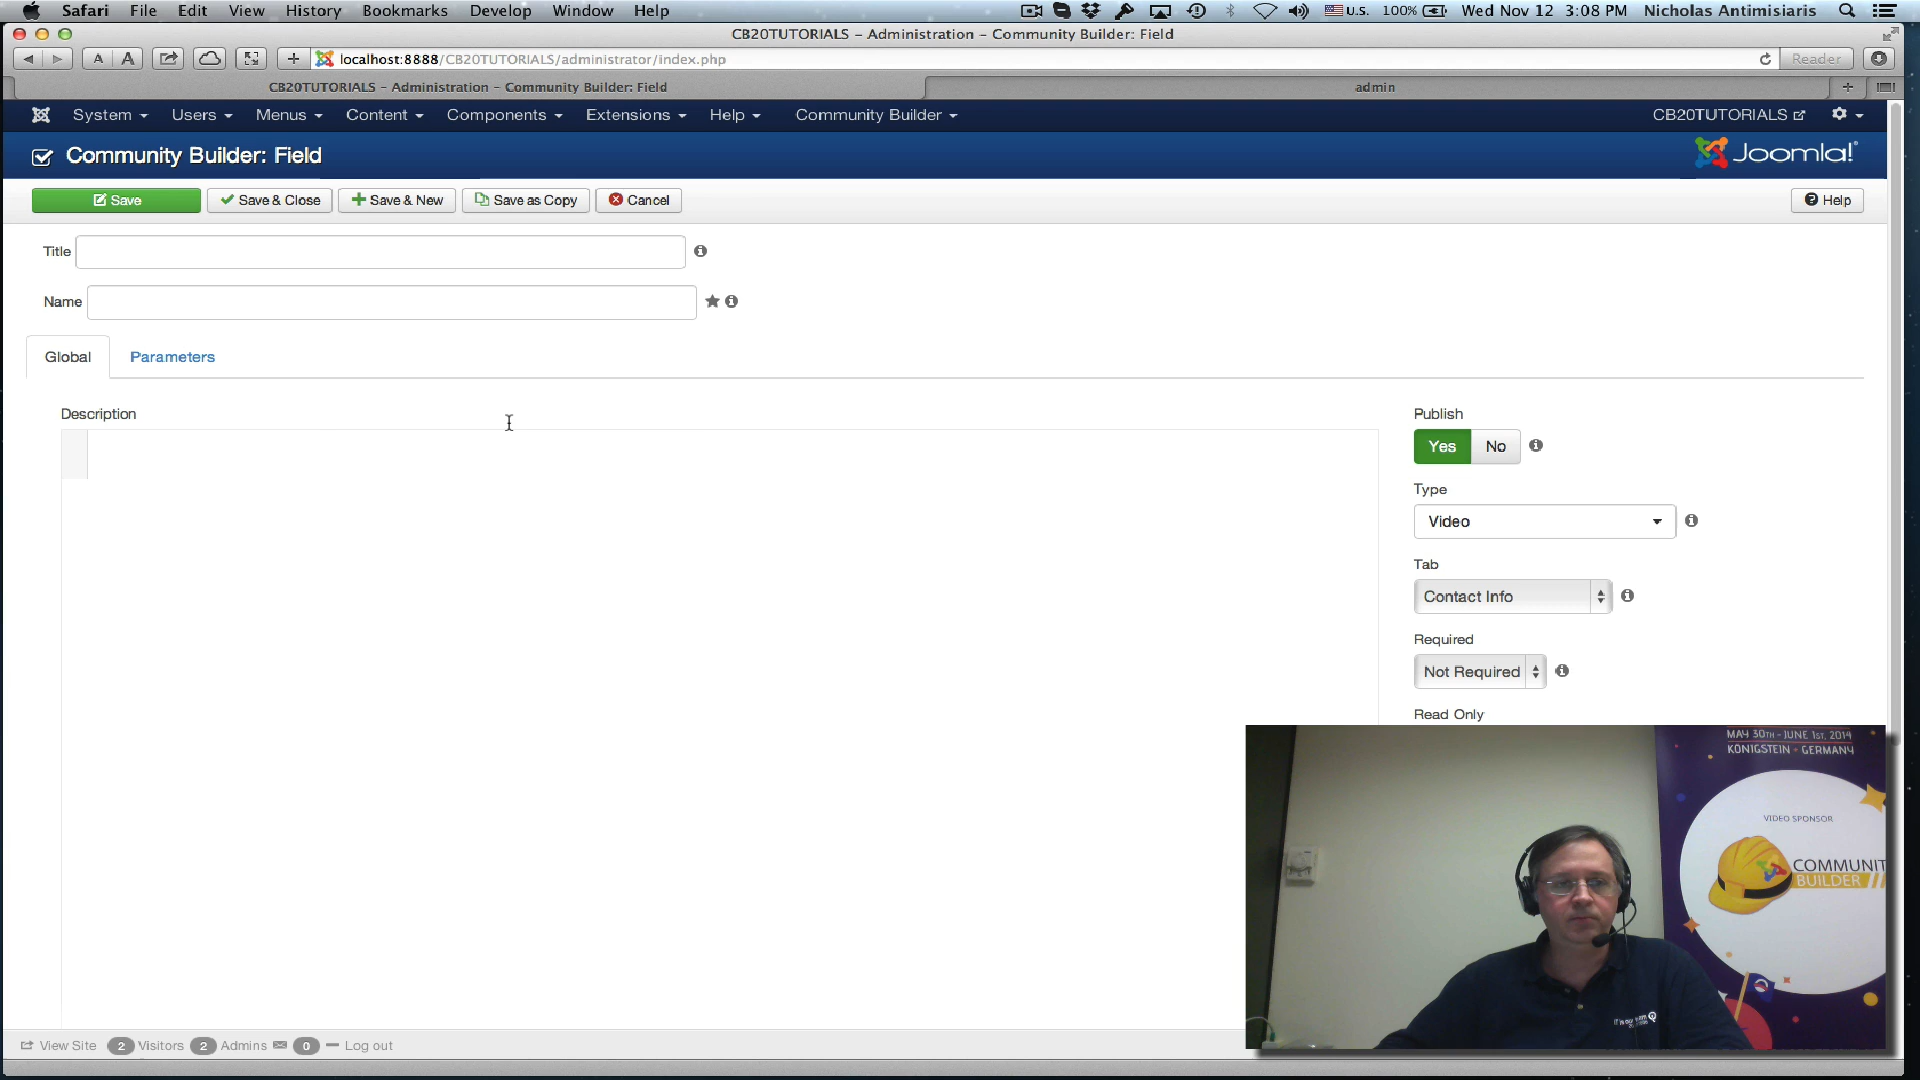 Safari File Edit View History Bookmarks Develop Window Help U.S. 100% Wed Nov 12 3:08 PM Nicholas Antimisiaris
CB20TUTORIALS – Administration – Community Builder: Field
A A + localhost:8888/CB20TUTORIALS/administrator/index.php Reader
CB20TUTORIALS – Administration – Community Builder: Field admin +
System Users Menus Content Components Extensions Help Community Builder CB20TUTORIALS
Community Builder: Field Joomla!®
Save Save & Close Save & New Save as Copy Cancel Help
Title
Name
Global Parameters
Description Publish
Yes No
Type
Video
Tab
Contact Info
Required
Not Required
Read Only
MAY 30TH - JUNE 1ST, 2014
KÖNIGSTEIN - GERMANY
VIDEO SPONSOR
COMMUNIT
BUILDER
View Site 2 Visitors 2 Admins 0 Log out